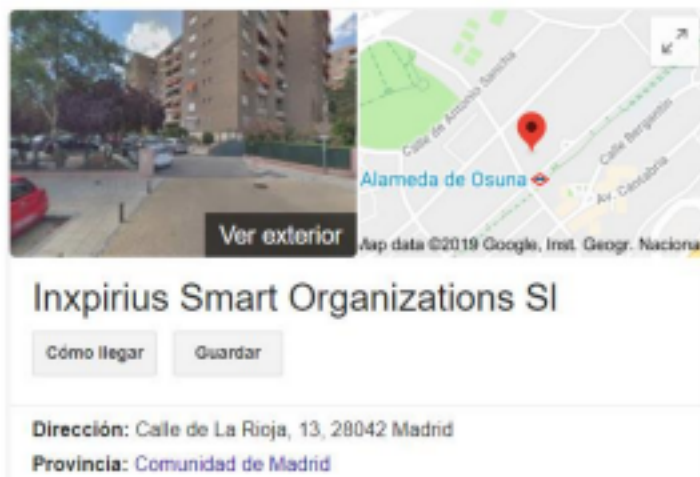 Calle de Antonio Sancha
Calle Bergantín
Alameda de Osuna
Av. Cantabria
Ver exterior
Map data ©2019 Google, Inst. Geogr. Naciona
Inxpirius Smart Organizations Sl
Cómo llegar Guardar
Dirección: Calle de La Rioja, 13, 28042 Madrid
Provincia: Comunidad de Madrid